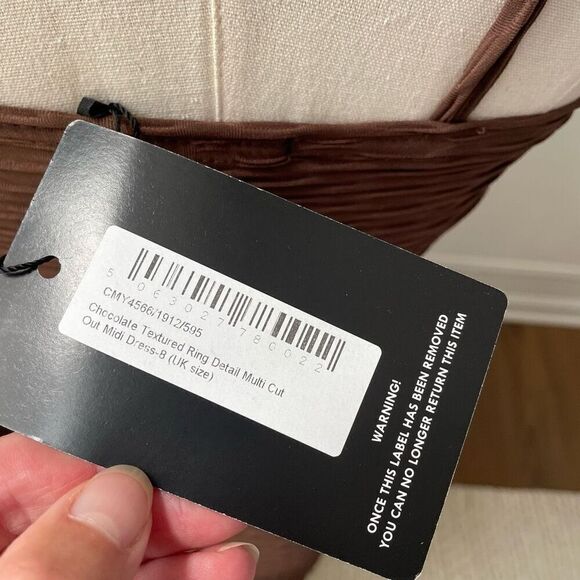 5 063027 780022
CMY4566/1912/595
Chocolate Textured Ring Detail Multi Cut
Out Midi Dress-8 (UK size)
WARNING!
ONCE THIS LABEL HAS BEEN REMOVED
YOU CAN NO LONGER RETURN THIS ITEM